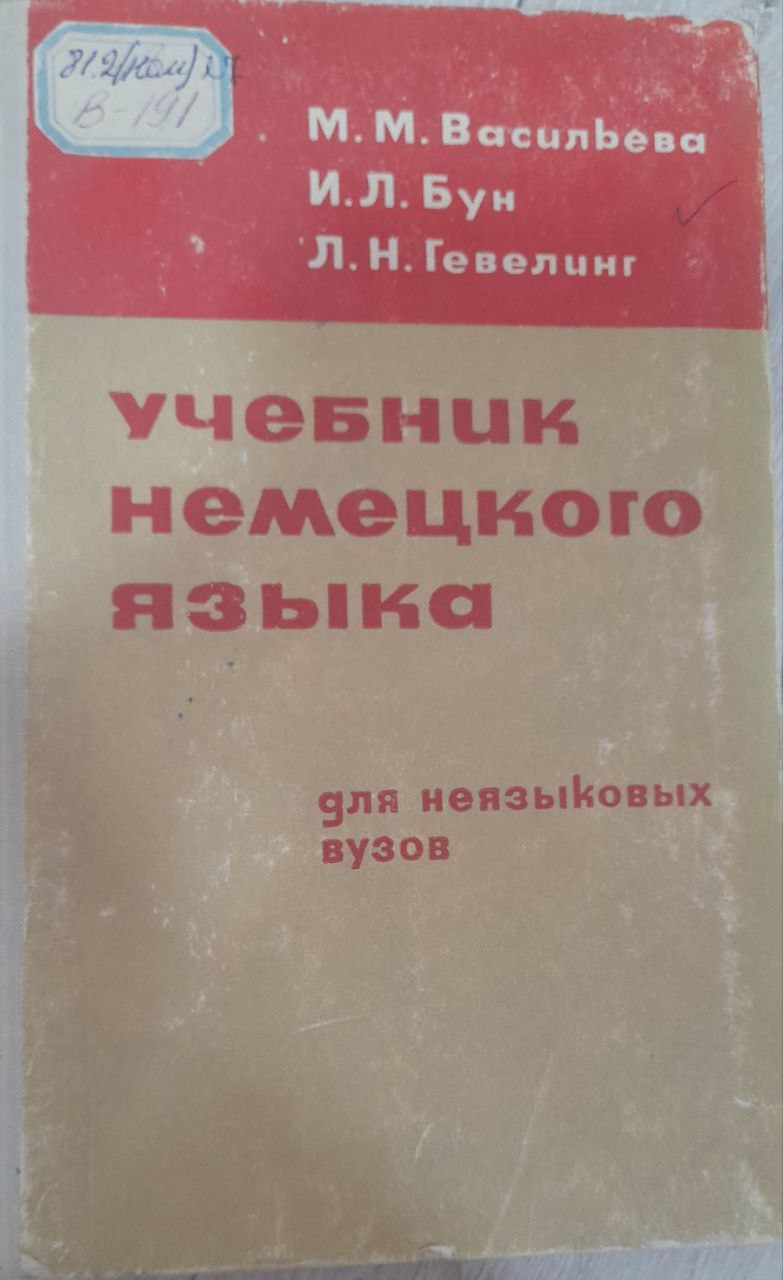 81.2(нем)
В-191
М. М. Васильева
И. Л. Бун
Л. Н. Гевелинг
учебник
немецкого
языка
для неязыковых
вузов